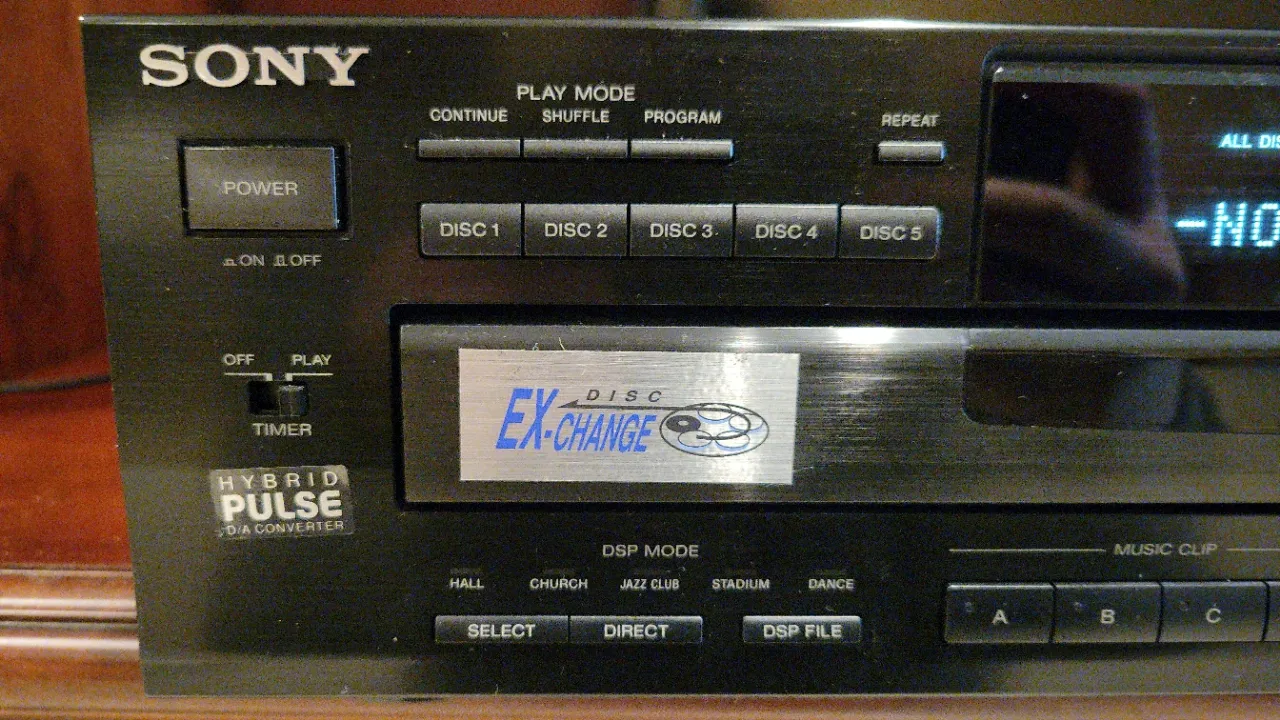 SONY
PLAY MODE
CONTINUE SHUFFLE PROGRAM
REPEAT
ALL
POWER
ON OFF
DISC 1 DISC 2 DISC 3 DISC 4 DISC 5
-NO
OFF PLAY
TIMER
DISC
EX-CHANGE
HYBRID
PULSE
D/A CONVERTER
DSP MODE
HALL CHURCH JAZZ CLUB STADIUM DANCE
SELECT DIRECT DSP FILE
MUSIC CLIP
A B C